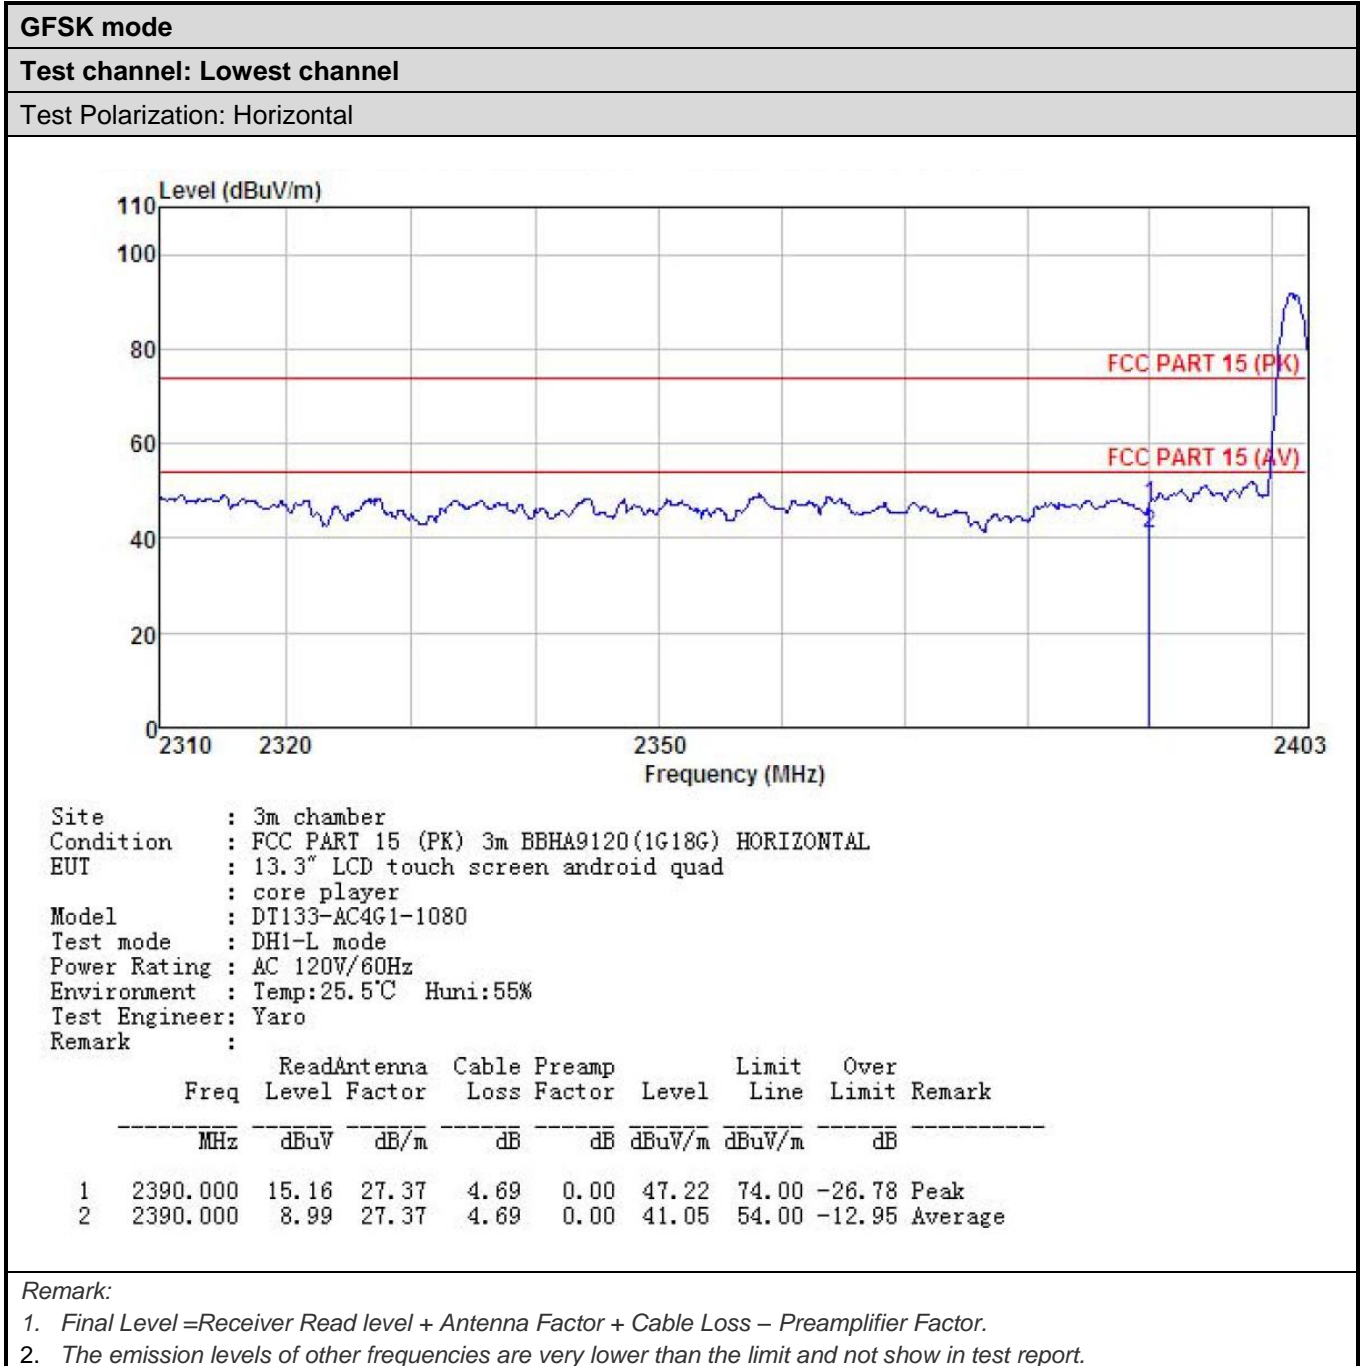 GFSK mode
Test channel: Lowest channel
Test Polarization: Horizontal
Level (dBuV/m)
110
100
80
FCC PART 15 (PK)
60
FCC PART 15 (AV)
1
2
40
20
0
2310 2320 2350 2403
Frequency (MHz)
Site : 3m chamber
Condition : FCC PART 15 (PK) 3m BBHA9120(1G18G) HORIZONTAL
EUT : 13.3″ LCD touch screen android quad
: core player
Model : DT133-AC4G1-1080
Test mode : DH1-L mode
Power Rating : AC 120V/60Hz
Environment : Temp:25.5℃ Huni:55%
Test Engineer: Yaro
Remark :
ReadAntenna Cable Preamp Limit Over
Freq Level Factor Loss Factor Level Line Limit Remark
MHz dBuV dB/m dB dB dBuV/m dBuV/m dB
1 2390.000 15.16 27.37 4.69 0.00 47.22 74.00 -26.78 Peak
2 2390.000 8.99 27.37 4.69 0.00 41.05 54.00 -12.95 Average
Remark:
1. Final Level =Receiver Read level + Antenna Factor + Cable Loss – Preamplifier Factor.
2. The emission levels of other frequencies are very lower than the limit and not show in test report.